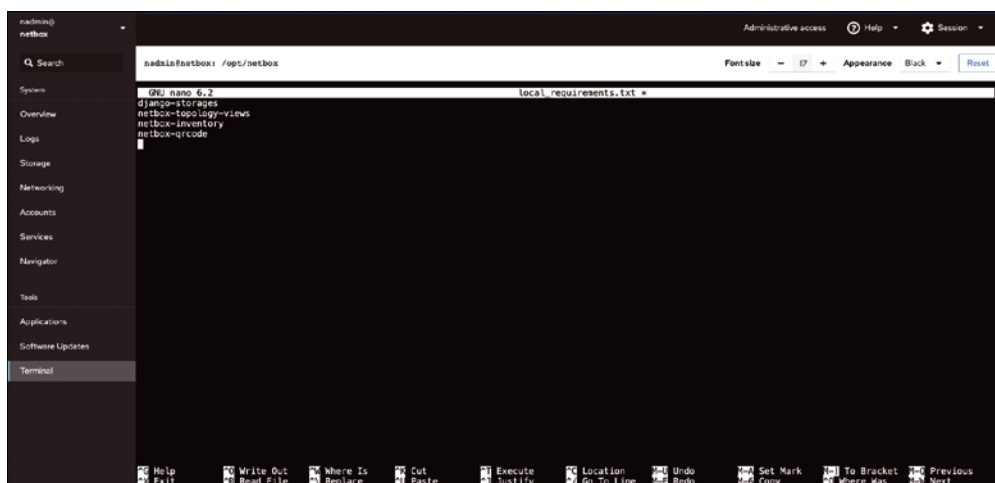 nadmin@
netbox
Administrative access
Help
Session
Search
nadmin@netbox: /opt/netbox
Font size - 17 +
Appearance Black
Reset
System
Overview
Logs
Storage
Networking
Accounts
Services
Navigator
Tools
Applications
Software Updates
Terminal
GNU nano 6.2 local_requirements.txt *
django-storages
netbox-topology-views
netbox-inventory
netbox-qrcode
^G Help ^O Write Out ^W Where Is ^K Cut ^T Execute ^C Location M-U Undo M-A Set Mark M-] To Bracket M-Q Previous
^X Exit ^R Read File ^\ Replace ^U Paste ^J Justify ^/ Go To Line M-E Redo M-6 Copy ^Q Where Was M-W Next